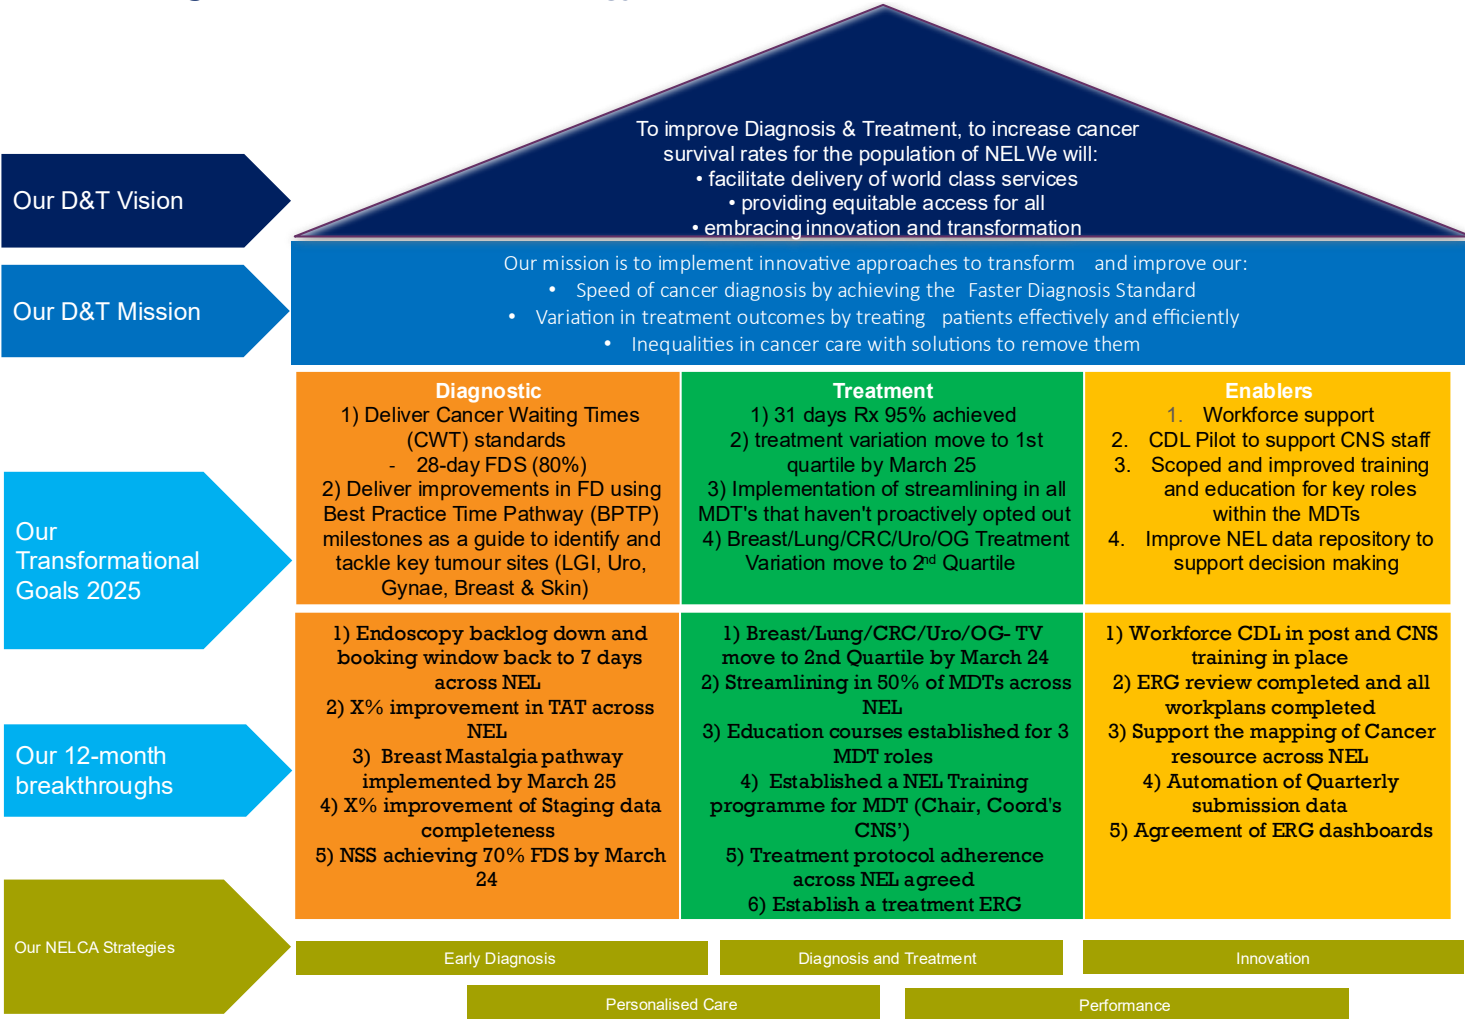 To improve Diagnosis & Treatment, to increase cancer
survival rates for the population of NELWe will:
• facilitate delivery of world class services
• providing equitable access for all
• embracing innovation and transformation
Our D&T Vision
Our mission is to implement innovative approaches to transform and improve our:
• Speed of cancer diagnosis by achieving the Faster Diagnosis Standard
• Variation in treatment outcomes by treating patients effectively and efficiently
• Inequalities in cancer care with solutions to remove them
Our D&T Mission
Our
Transformational
Goals 2025
Diagnostic
1) Deliver Cancer Waiting Times
(CWT) standards
- 28-day FDS (80%)
2) Deliver improvements in FD using
Best Practice Time Pathway (BPTP)
milestones as a guide to identify and
tackle key tumour sites (LGI, Uro,
Gynae, Breast & Skin)
Treatment
1) 31 days Rx 95% achieved
2) treatment variation move to 1st
quartile by March 25
3) Implementation of streamlining in all
MDT's that haven't proactively opted out
4) Breast/Lung/CRC/Uro/OG Treatment
Variation move to 2nd Quartile
Enablers
1. Workforce support
2. CDL Pilot to support CNS staff
3. Scoped and improved training
and education for key roles
within the MDTs
4. Improve NEL data repository to
support decision making
Our 12-month
breakthroughs
1) Endoscopy backlog down and
booking window back to 7 days
across NEL
2) X% improvement in TAT across
NEL
3) Breast Mastalgia pathway
implemented by March 25
4) X% improvement of Staging data
completeness
5) NSS achieving 70% FDS by March
24
1) Breast/Lung/CRC/Uro/OG- TV
move to 2nd Quartile by March 24
2) Streamlining in 50% of MDTs across
NEL
3) Education courses established for 3
MDT roles
4) Established a NEL Training
programme for MDT (Chair, Coord's
CNS’)
5) Treatment protocol adherence
across NEL agreed
6) Establish a treatment ERG
1) Workforce CDL in post and CNS
training in place
2) ERG review completed and all
workplans completed
3) Support the mapping of Cancer
resource across NEL
4) Automation of Quarterly
submission data
5) Agreement of ERG dashboards
Our NELCA Strategies
Early Diagnosis
Diagnosis and Treatment
Innovation
Personalised Care
Performance